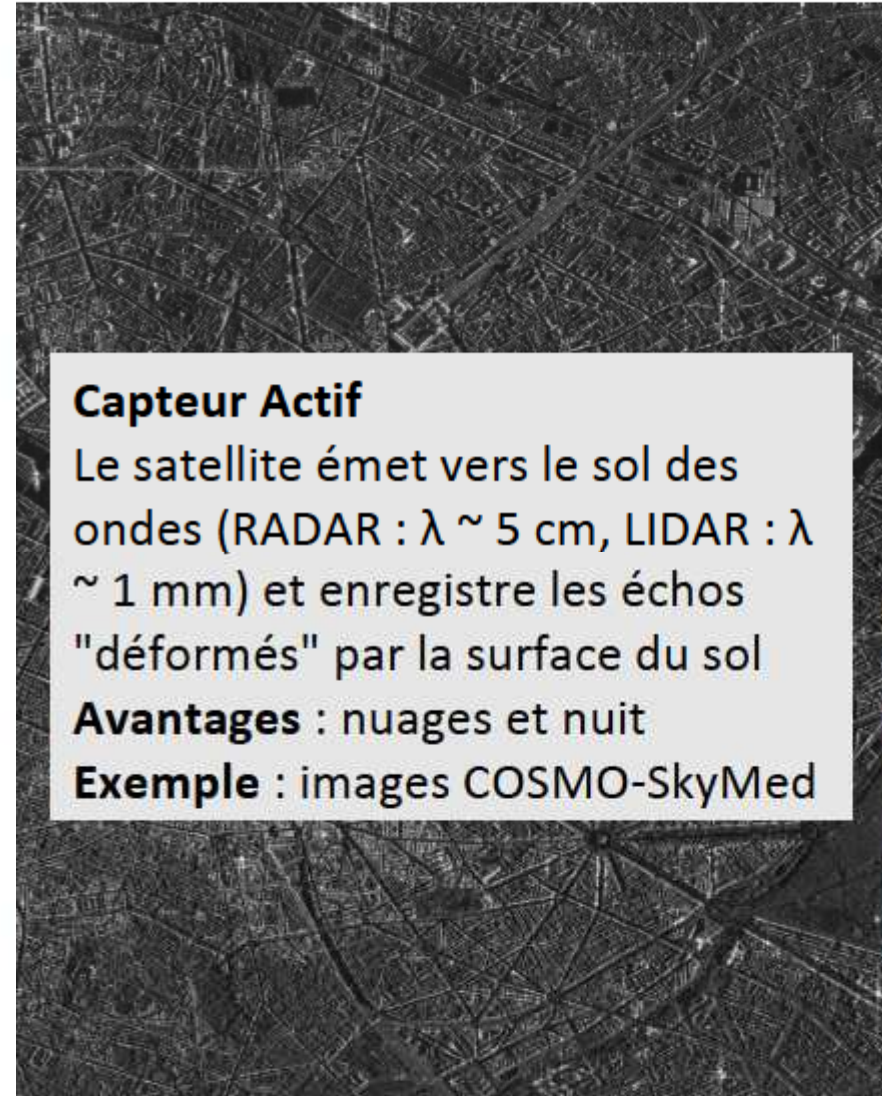 Capteur Actif
Le satellite émet vers le sol des
ondes (RADAR : λ ~ 5 cm, LIDAR : λ
~ 1 mm) et enregistre les échos
"déformés" par la surface du sol
Avantages : nuages et nuit
Exemple : images COSMO-SkyMed